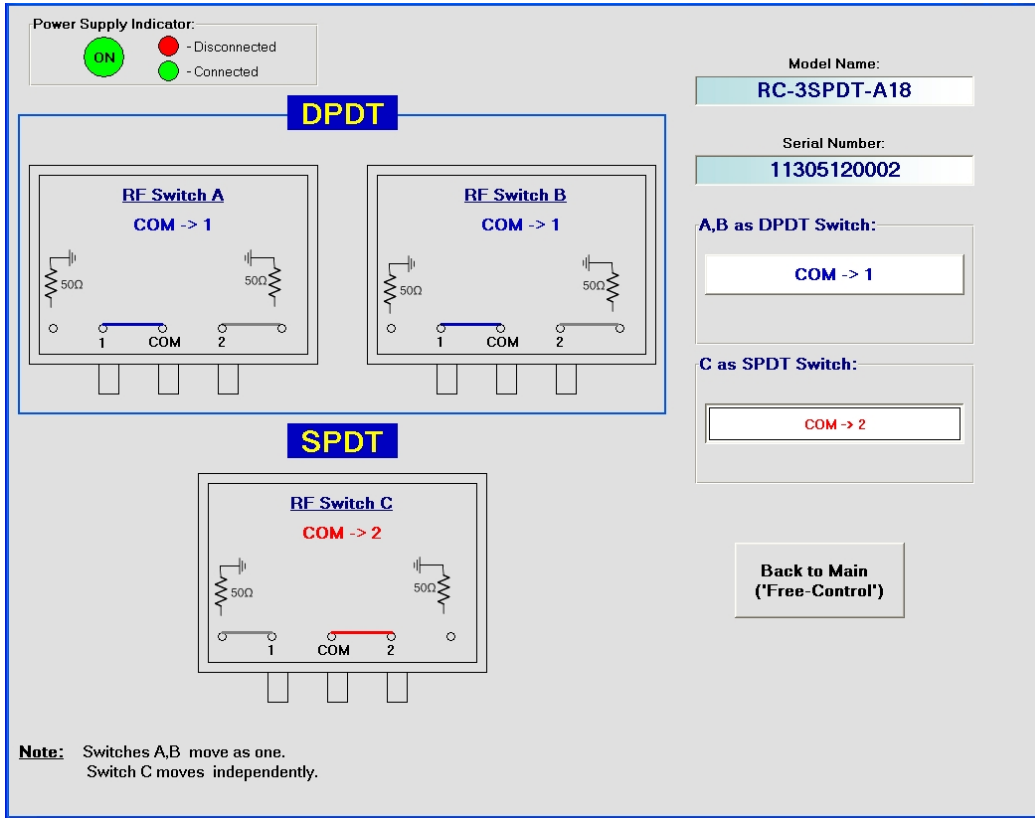 Power Supply Indicator:
ON
- Disconnected
- Connected
Model Name:
RC-3SPDT-A18
Serial Number:
11305120002
DPDT
RF Switch A
COM -> 1
50Ω
50Ω
1 COM 2
RF Switch B
COM -> 1
50Ω
50Ω
1 COM 2
A,B as DPDT Switch:
COM -> 1
C as SPDT Switch:
COM -> 2
SPDT
RF Switch C
COM -> 2
50Ω
50Ω
1 COM 2
Back to Main
('Free-Control')
Note: Switches A,B move as one.
Switch C moves independently.